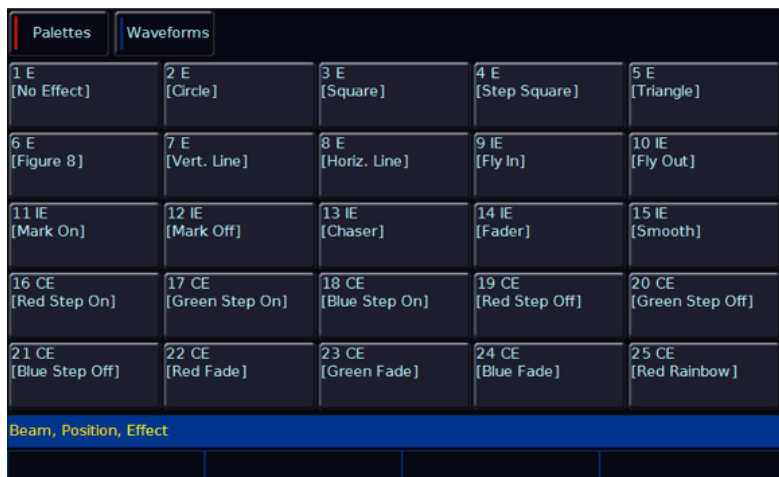 Palettes Waveforms
1 E 2 E 3 E 4 E 5 E
[No Effect] [Circle] [Square] [Step Square] [Triangle]
6 E 7 E 8 E 9 IE 10 IE
[Figure 8] [Vert. Line] [Horiz. Line] [Fly In] [Fly Out]
11 IE 12 IE 13 IE 14 IE 15 IE
[Mark On] [Mark Off] [Chaser] [Fader] [Smooth]
16 CE 17 CE 18 CE 19 CE 20 CE
[Red Step On] [Green Step On] [Blue Step On] [Red Step Off] [Green Step Off]
21 CE 22 CE 23 CE 24 CE 25 CE
[Blue Step Off] [Red Fade] [Green Fade] [Blue Fade] [Red Rainbow]
Beam, Position, Effect